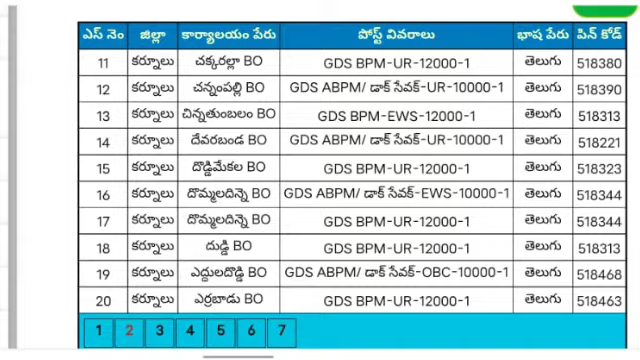 ఎస్ నెం జిల్లా కార్యాలయం పేరు పోస్ట్ వివరాలు భాష పేరు పిన్ కోడ్
11 కర్నూలు చక్కరల్లా BO GDS BPM-UR-12000-1 తెలుగు 518380
12 కర్నూలు చన్నంపల్లి BO GDS ABPM/ డాక్ సేవక్-UR-10000-1 తెలుగు 518390
13 కర్నూలు చిన్నతుంబలం BO GDS BPM-EWS-12000-1 తెలుగు 518313
14 కర్నూలు దేవరబండ BO GDS ABPM/ డాక్ సేవక్-UR-10000-1 తెలుగు 518221
15 కర్నూలు దొడ్డిమేకల BO GDS BPM-UR-12000-1 తెలుగు 518323
16 కర్నూలు దొమ్మలదిన్నె BO GDS ABPM/ డాక్ సేవక్-EWS-10000-1 తెలుగు 518344
17 కర్నూలు దొమ్మలదిన్నె BO GDS BPM-UR-12000-1 తెలుగు 518344
18 కర్నూలు దుడ్డి BO GDS BPM-UR-12000-1 తెలుగు 518313
19 కర్నూలు ఎద్దులదొడ్డి BO GDS ABPM/ డాక్ సేవక్-OBC-10000-1 తెలుగు 518468
20 కర్నూలు ఎర్రబాడు BO GDS BPM-UR-12000-1 తెలుగు 518463
1 2 3 4 5 6 7